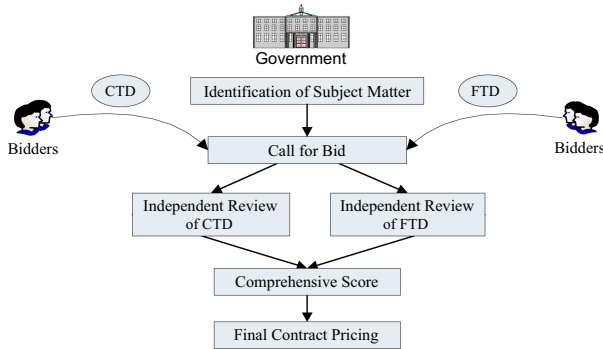 Government
CTD
Identification of Subject Matter
FTD
Bidders
Call for Bid
Bidders
Independent Review
of CTD
Independent Review
of FTD
Comprehensive Score
Final Contract Pricing